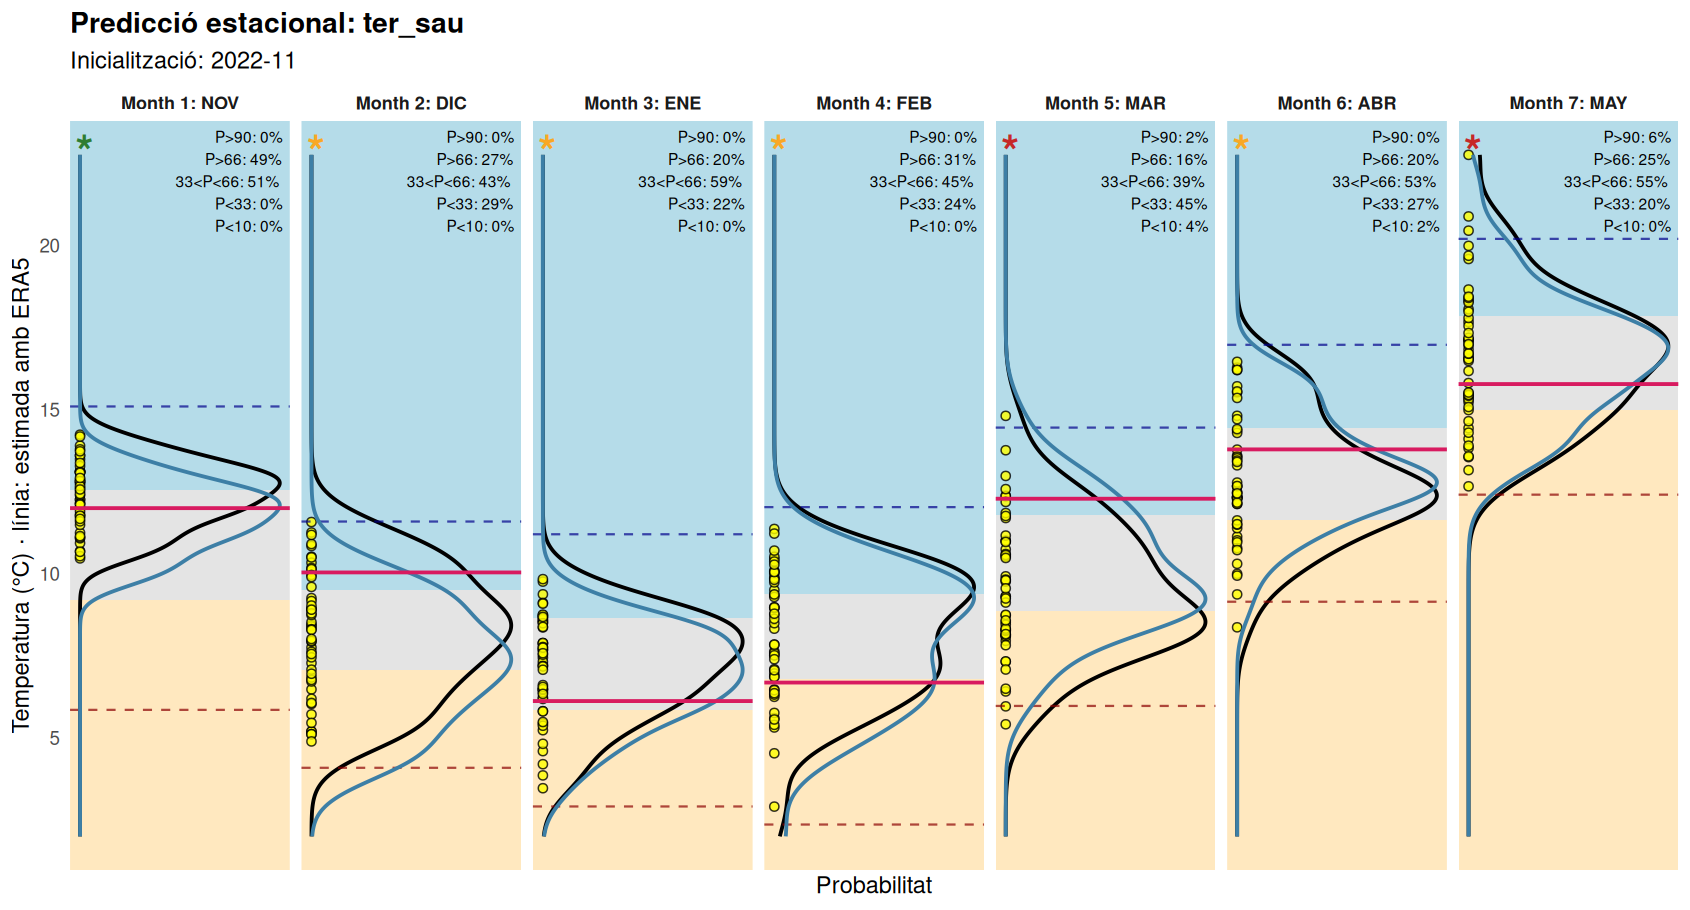 Predicció estacional: ter_sau
Inicialització: 2022-11
Month 1: NOV
Month 2: DIC
Month 3: ENE
Month 4: FEB
Month 5: MAR
Month 6: ABR
Month 7: MAY
*
P>90: 0%
P>66: 49%
33<P<66: 51%
P<33: 0%
P<10: 0%
*
P>90: 0%
P>66: 27%
33<P<66: 43%
P<33: 29%
P<10: 0%
*
P>90: 0%
P>66: 20%
33<P<66: 59%
P<33: 22%
P<10: 0%
*
P>90: 0%
P>66: 31%
33<P<66: 45%
P<33: 24%
P<10: 0%
*
P>90: 2%
P>66: 16%
33<P<66: 39%
P<33: 45%
P<10: 4%
*
P>90: 0%
P>66: 20%
33<P<66: 53%
P<33: 27%
P<10: 2%
*
P>90: 6%
P>66: 25%
33<P<66: 55%
P<33: 20%
P<10: 0%
20
15
10
5
Temperatura (°C) · línia: estimada amb ERA5
Probabilitat